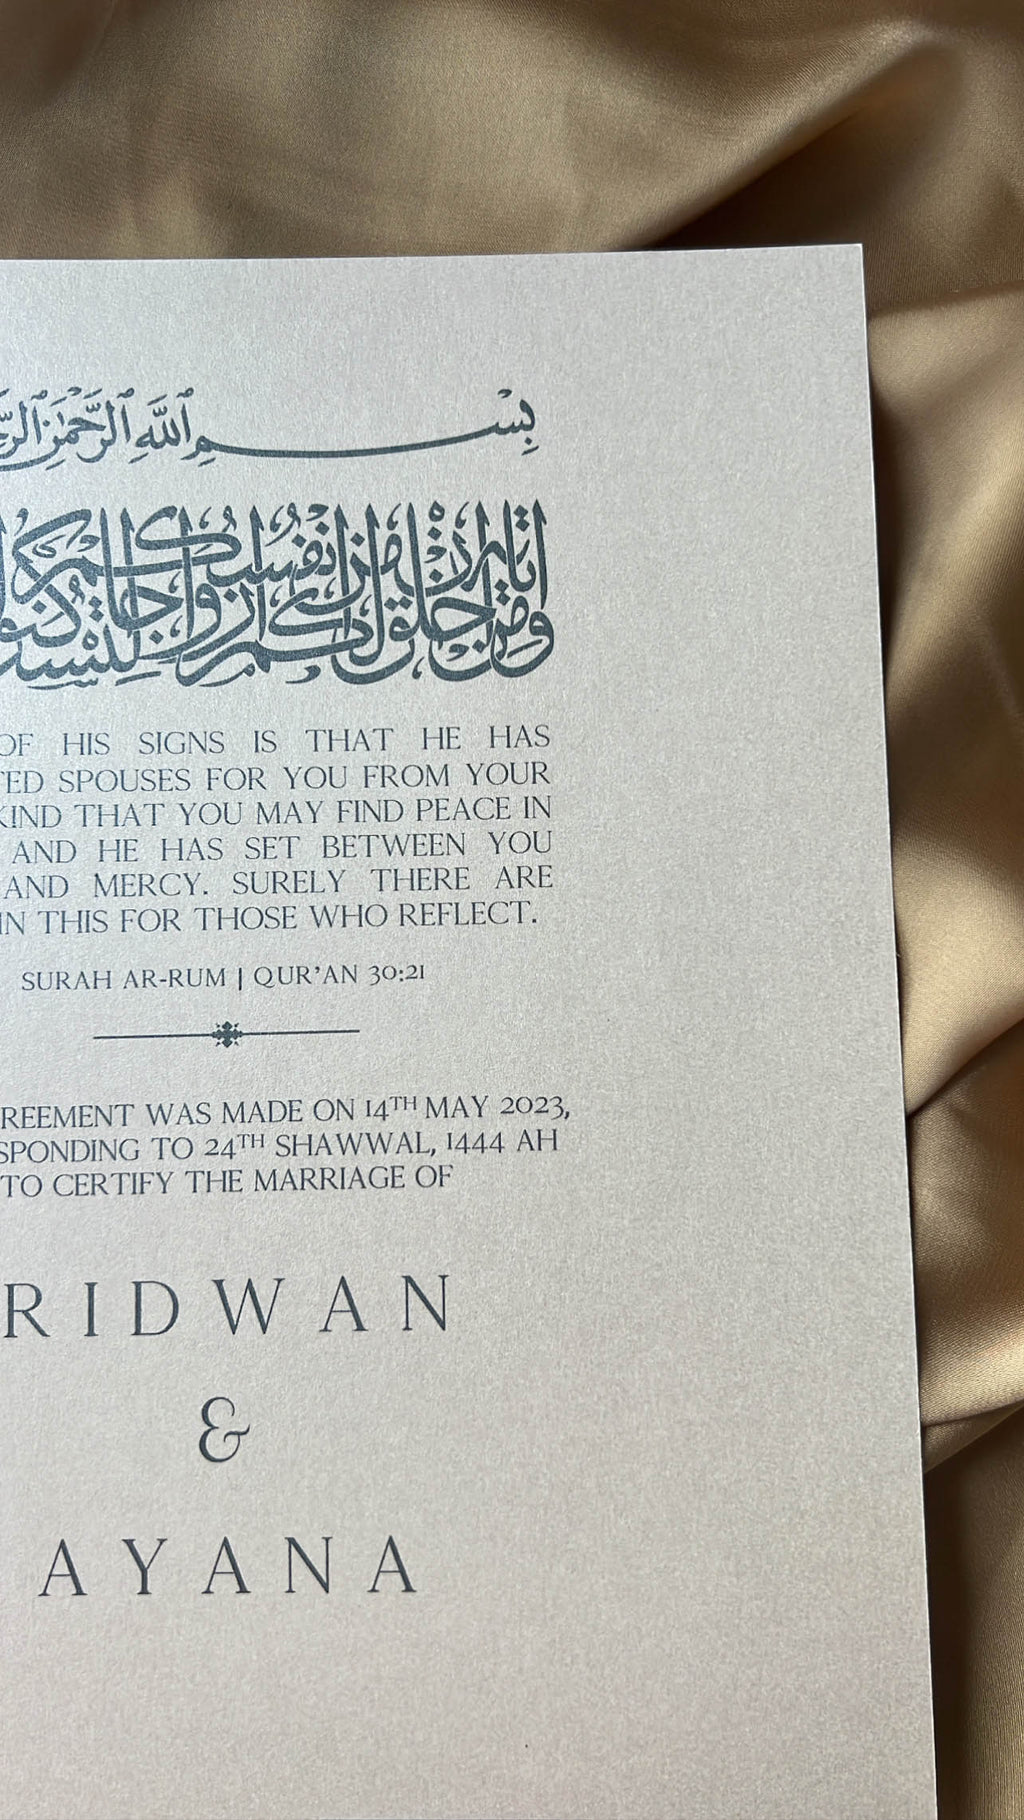 بِسْمِ ٱللَّهِ ٱلرَّحْمَٰنِ
OF HIS SIGNS IS THAT HE HAS
TED SPOUSES FOR YOU FROM YOUR
KIND THAT YOU MAY FIND PEACE IN
AND HE HAS SET BETWEEN YOU
AND MERCY. SURELY THERE ARE
IN THIS FOR THOSE WHO REFLECT.
SURAH AR-RUM | QUR'AN 30:21
REEMENT WAS MADE ON 14TH MAY 2023,
SPONDING TO 24TH SHAWWAL, 1444 AH
TO CERTIFY THE MARRIAGE OF
RIDWAN
&
AYANA